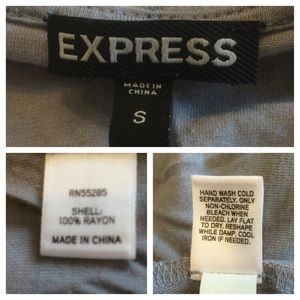 EXPRESS
MADE IN
CHINA
S
RN55285
SHELL:
100% RAYON
MADE IN CHINA
HAND WASH COLD
SEPARATELY. ONLY
NON-CHLORINE
BLEACH WHEN
NEEDED. LAY FLAT
TO DRY. RESHAPE
WHILE DAMP. COOL
IRON IF NEEDED.